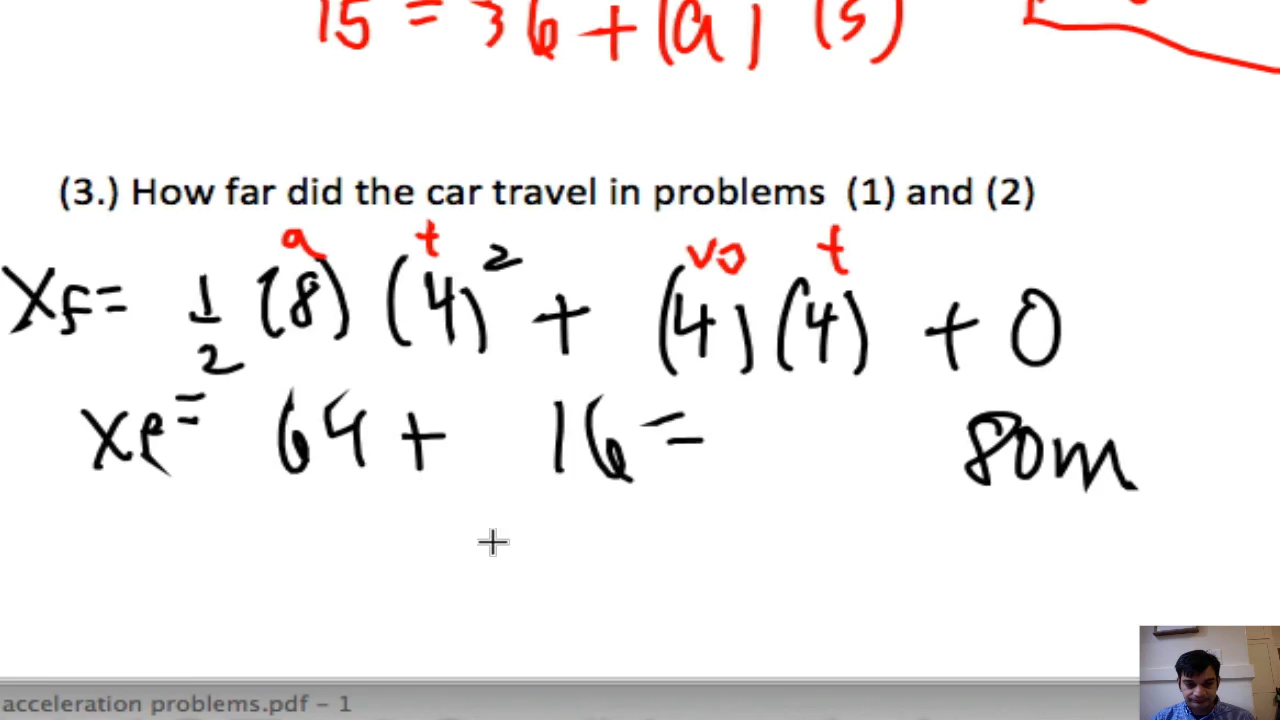 15 = 36 + (a) (5)
(3.) How far did the car travel in problems (1) and (2)
a t vo t
Xf= 1/2 (8) (4)² + (4) (4) + 0
xf= 64 + 16 = 80m
acceleration problems.pdf – 1